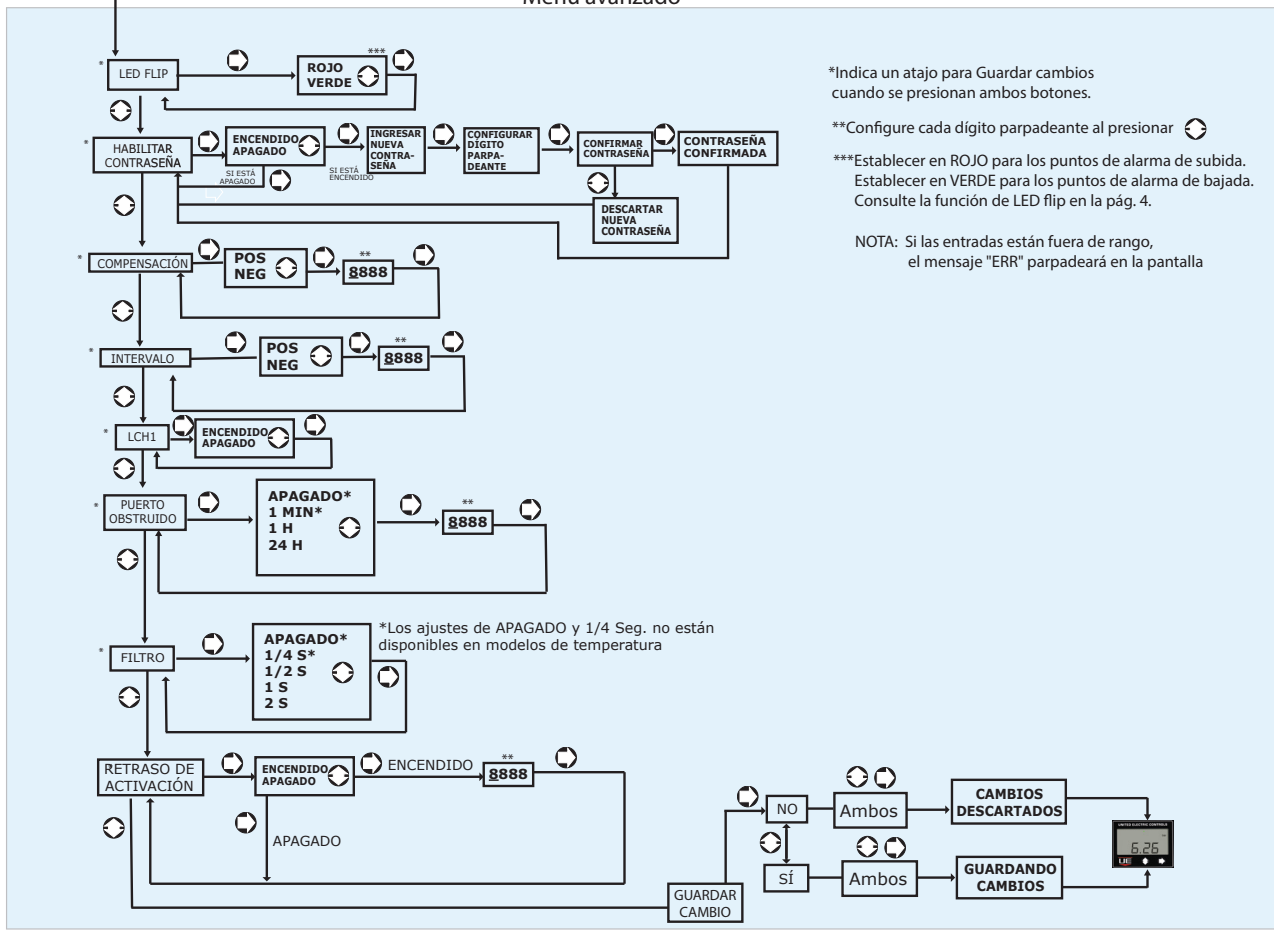 Menú avanzado
*
LED FLIP
***
ROJO
VERDE
*Indica un atajo para Guardar cambios
cuando se presionan ambos botones.
**Configure cada dígito parpadeante al presionar
***Establecer en ROJO para los puntos de alarma de subida.
Establecer en VERDE para los puntos de alarma de bajada.
Consulte la función de LED flip en la pág. 4.
NOTA: Si las entradas están fuera de rango,
el mensaje "ERR" parpadeará en la pantalla
*
HABILITAR
CONTRASEÑA
ENCENDIDO
APAGADO
SI ESTÁ
APAGADO
SI ESTÁ
ENCENDIDO
INGRESAR
NUEVA
CONTRA-
SEÑA
CONFIGURAR
DÍGITO
PARPA-
DEANTE
CONFIRMAR
CONTRASEÑA
CONTRASEÑA
CONFIRMADA
DESCARTAR
NUEVA
CONTRASEÑA
*
COMPENSACIÓN
POS
NEG
**
8888
*
INTERVALO
POS
NEG
**
8888
*
LCH1
ENCENDIDO
APAGADO
*
PUERTO
OBSTRUIDO
APAGADO*
1 MIN*
1 H
24 H
**
8888
*
FILTRO
APAGADO*
1/4 S*
1/2 S
1 S
2 S
*Los ajustes de APAGADO y 1/4 Seg. no están
disponibles en modelos de temperatura
RETRASO DE
ACTIVACIÓN
ENCENDIDO
APAGADO
ENCENDIDO
**
8888
APAGADO
GUARDAR
CAMBIO
NO
Ambos
CAMBIOS
DESCARTADOS
SÍ
Ambos
GUARDANDO
CAMBIOS
UNITED ELECTRIC CONTROLS
6.26
UE